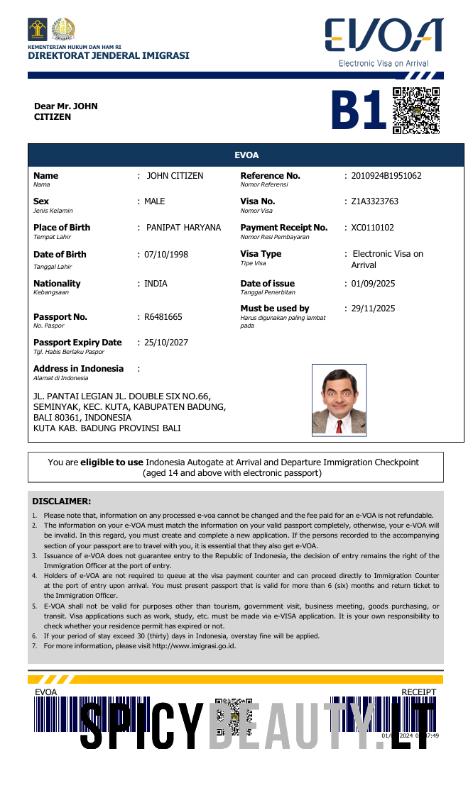 KEMENTERIAN HUKUM DAN HAM RI
DIREKTORAT JENDERAL IMIGRASI
EVOA
Electronic Visa on Arrival
Dear Mr. JOHN
CITIZEN
B1
EVOA
Name : JOHN CITIZEN
Nama
Sex : MALE
Jenis Kelamin
Place of Birth : PANIPAT HARYANA
Tempat Lahir
Date of Birth : 07/10/1998
Tanggal Lahir
Nationality : INDIA
Kebangsaan
Passport No. : R6481665
No. Paspor
Passport Expiry Date : 25/10/2027
Tgl. Habis Berlaku Paspor
Address in Indonesia :
Alamat di Indonesia
JL. PANTAI LEGIAN JL. DOUBLE SIX NO.66,
SEMINYAK, KEC. KUTA, KABUPATEN BADUNG,
BALI 80361, INDONESIA
KUTA KAB. BADUNG PROVINSI BALI
Reference No. : 2010924B1951062
Nomor Referensi
Visa No. : Z1A3323763
Nomor Visa
Payment Receipt No. : XC0110102
Nomor Resi Pembayaran
Visa Type : Electronic Visa on
Tipe Visa
Arrival
Date of issue : 01/09/2025
Tanggal Penerbitan
Must be used by : 29/11/2025
Harus digunakan paling lambat
pada
You are eligible to use Indonesia Autogate at Arrival and Departure Immigration Checkpoint
(aged 14 and above with electronic passport)
DISCLAIMER:
1. Please note that, information on any processed e-voa cannot be changed and the fee paid for an e-VOA is not refundable.
2. The information on your e-VOA must match the information on your valid passport completely, otherwise, your e-VOA will
be invalid. In this regard, you must create and complete a new application. If the persons recorded to the accompanying
section of your passport are to travel with you, it is essential that they also get e-VOA.
3. Issuance of e-VOA does not guarantee entry to the Republic of Indonesia, the decision of entry remains the right of the
Immigration Officer at the port of entry.
4. Holders of e-VOA are not required to queue at the visa payment counter and can proceed directly to Immigration Counter
at the port of entry upon arrival. You must present passport that is valid for more than 6 (six) months and return ticket to
the Immigration Officer.
5. E-VOA shall not be valid for purposes other than tourism, government visit, business meeting, goods purchasing, or
transit. Visa applications such as work, study, etc. must be made via e-VISA application. It is your own responsibility to
check whether your residence permit has expired or not.
6. If your period of stay exceed 30 (thirty) days in Indonesia, overstay fine will be applied.
7. For more information, please visit http://www.imigrasi.go.id.
EVOA
RECEIPT
SPICYBEAUTY.LT